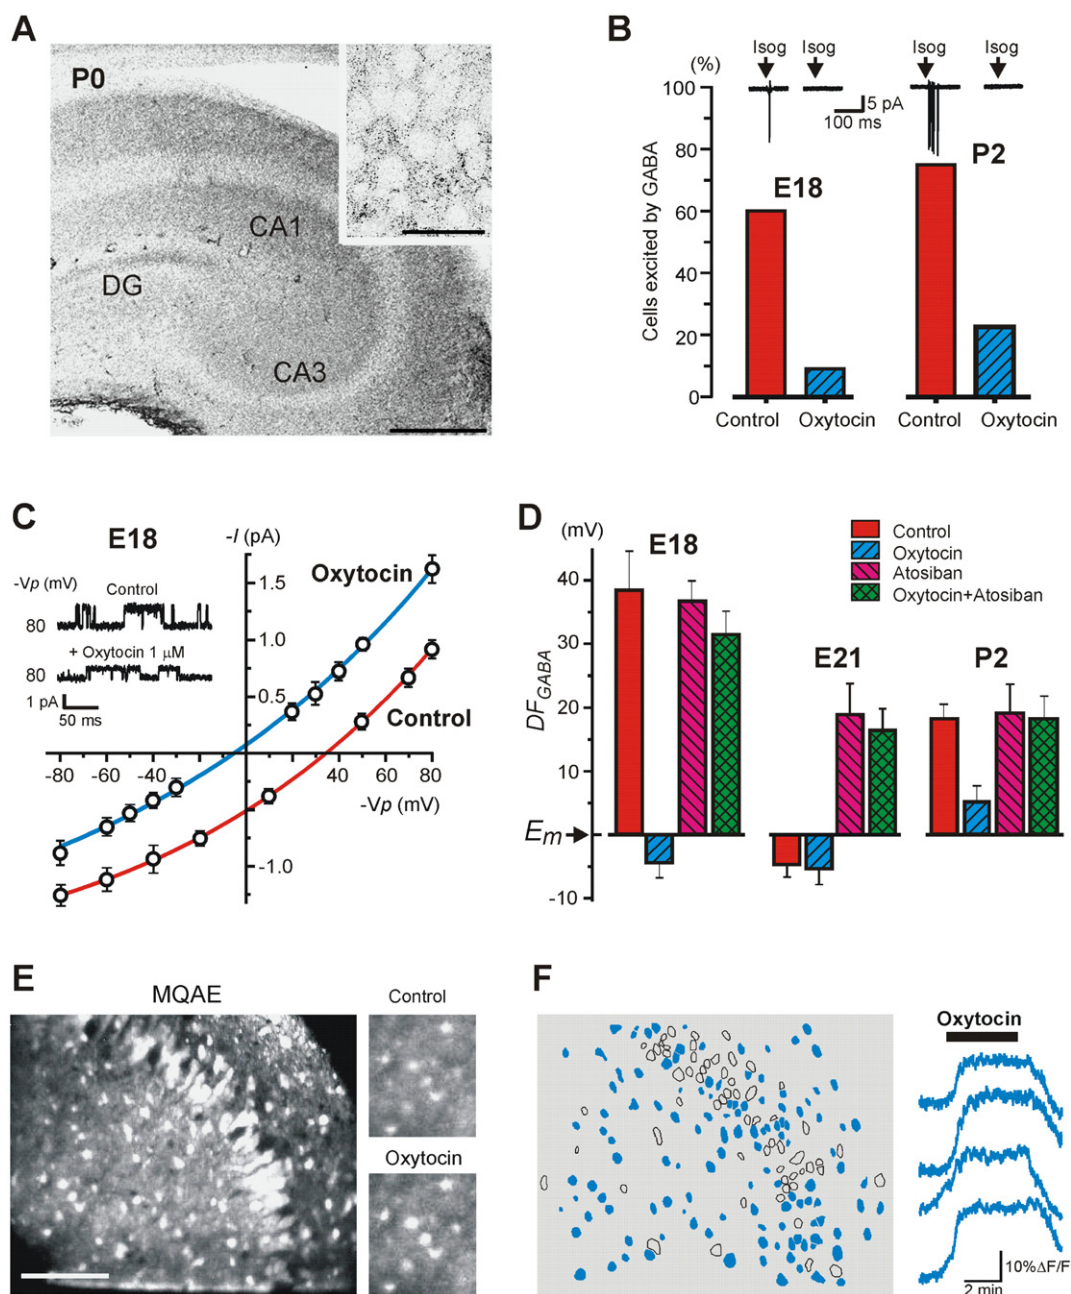 A
P0
CA1
DG
CA3
B
Isog Isog Isog Isog
(%)
100
80
60
40
20
0
Cells excited by GABA
5 pA
100 ms
E18
P2
Control Oxytocin Control Oxytocin
C
E18
-I (pA)
-Vp (mV)
Control
80
+ Oxytocin 1 µM
80
1 pA
50 ms
Oxytocin
1.5
1.0
0.5
Control
-80 -60 -40 40 60 80
-Vp (mV)
-1.0
D
(mV)
E18
Control
Oxytocin
Atosiban
Oxytocin+Atosiban
40
30
20
10
-10
DFGABA
Em
E21
P2
E
MQAE
Control
Oxytocin
F
Oxytocin
10%ΔF/F
2 min